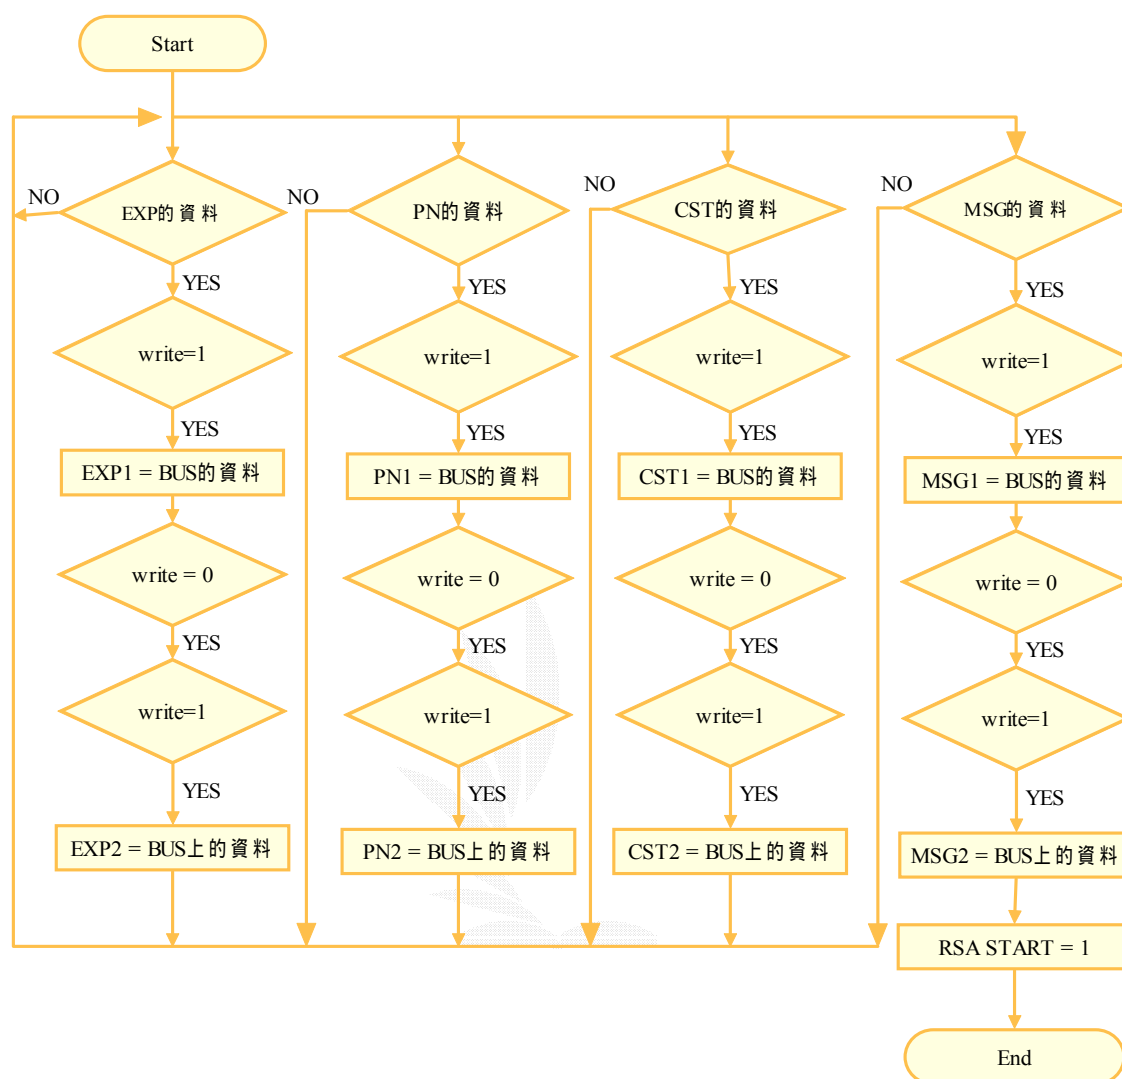 Start
NO
EXP的資料
NO
PN的資料
NO
CST的資料
NO
MSG的資料
YES
YES
YES
YES
write=1
write=1
write=1
write=1
YES
YES
YES
YES
EXP1 = BUS的資料
PN1 = BUS的資料
CST1 = BUS的資料
MSG1 = BUS的資料
write = 0
write = 0
write = 0
write = 0
YES
YES
YES
YES
write=1
write=1
write=1
write=1
YES
YES
YES
YES
EXP2 = BUS上的資料
PN2 = BUS上的資料
CST2 = BUS上的資料
MSG2 = BUS上的資料
RSA START = 1
End